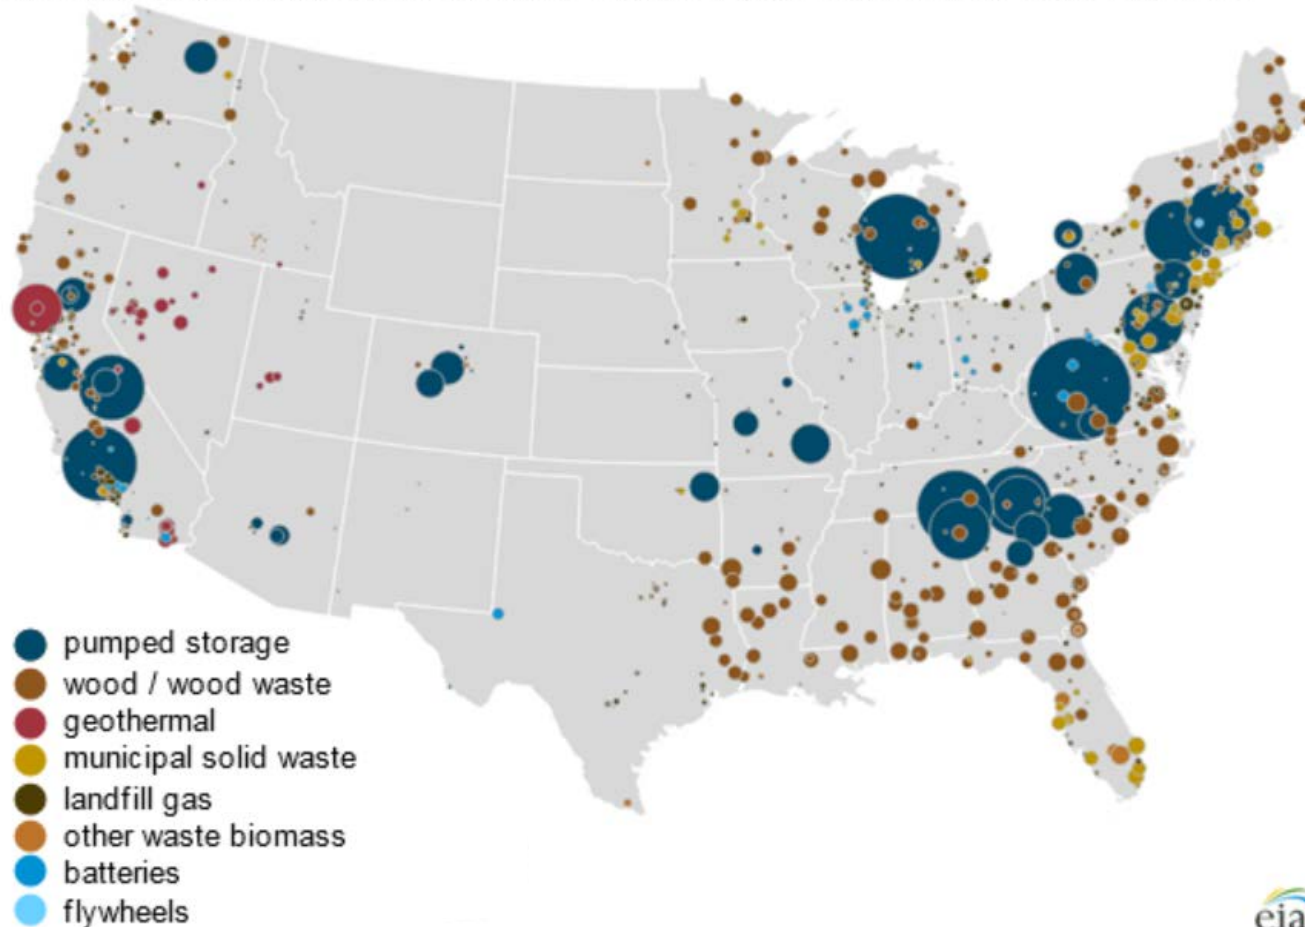 pumped storage
wood / wood waste
geothermal
municipal solid waste
landfill gas
other waste biomass
batteries
flywheels
eia